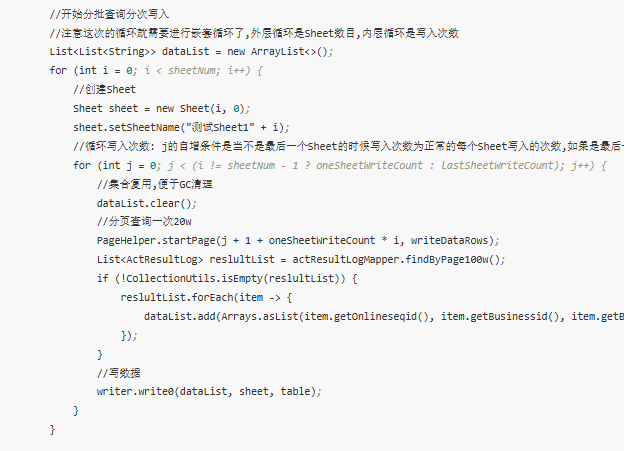 //开始分批查询分次写入
//注意这次的循环就需要进行嵌套循环了,外层循环是Sheet数目,内层循环是写入次数
List<List<String>> dataList = new ArrayList<>();
for (int i = 0; i < sheetNum; i++) {
//创建Sheet
Sheet sheet = new Sheet(i, 0);
sheet.setSheetName("测试Sheet1" + i);
//循环写入次数: j的自增条件是当不是最后一个Sheet的时候写入次数为正常的每个Sheet写入的次数,如果是最后
for (int j = 0; j < (i != sheetNum - 1 ? oneSheetWriteCount : lastSheetWriteCount); j++) {
//集合复用,便于GC清理
dataList.clear();
//分页查询一次20w
PageHelper.startPage(j + 1 + oneSheetWriteCount * i, writeDataRows);
List<ActResultLog> reslultList = actResultLogMapper.findByPage100w();
if (!CollectionUtils.isEmpty(reslultList)) {
reslultList.forEach(item -> {
dataList.add(Arrays.asList(item.getOnlineseqid(), item.getBusinessid(), item.getB
});
}
//写数据
writer.write0(dataList, sheet, table);
}
}